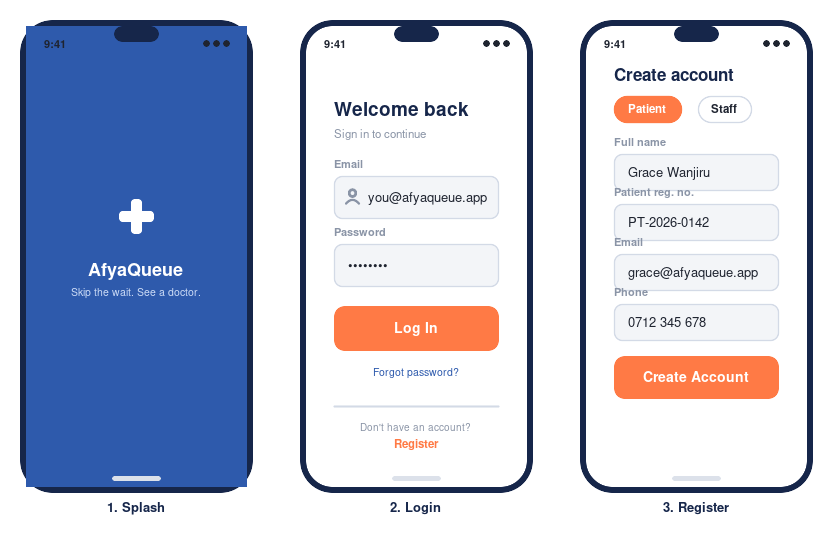 9:41
AfyaQueue
Skip the wait. See a doctor.
1. Splash
9:41
Welcome back
Sign in to continue
Email
you@afyaqueue.app
Password
••••••••
Log In
Forgot password?
Don't have an account?
Register
2. Login
9:41
Create account
Patient Staff
Full name
Grace Wanjiru
Patient reg. no.
PT-2026-0142
Email
grace@afyaqueue.app
Phone
0712 345 678
Create Account
3. Register